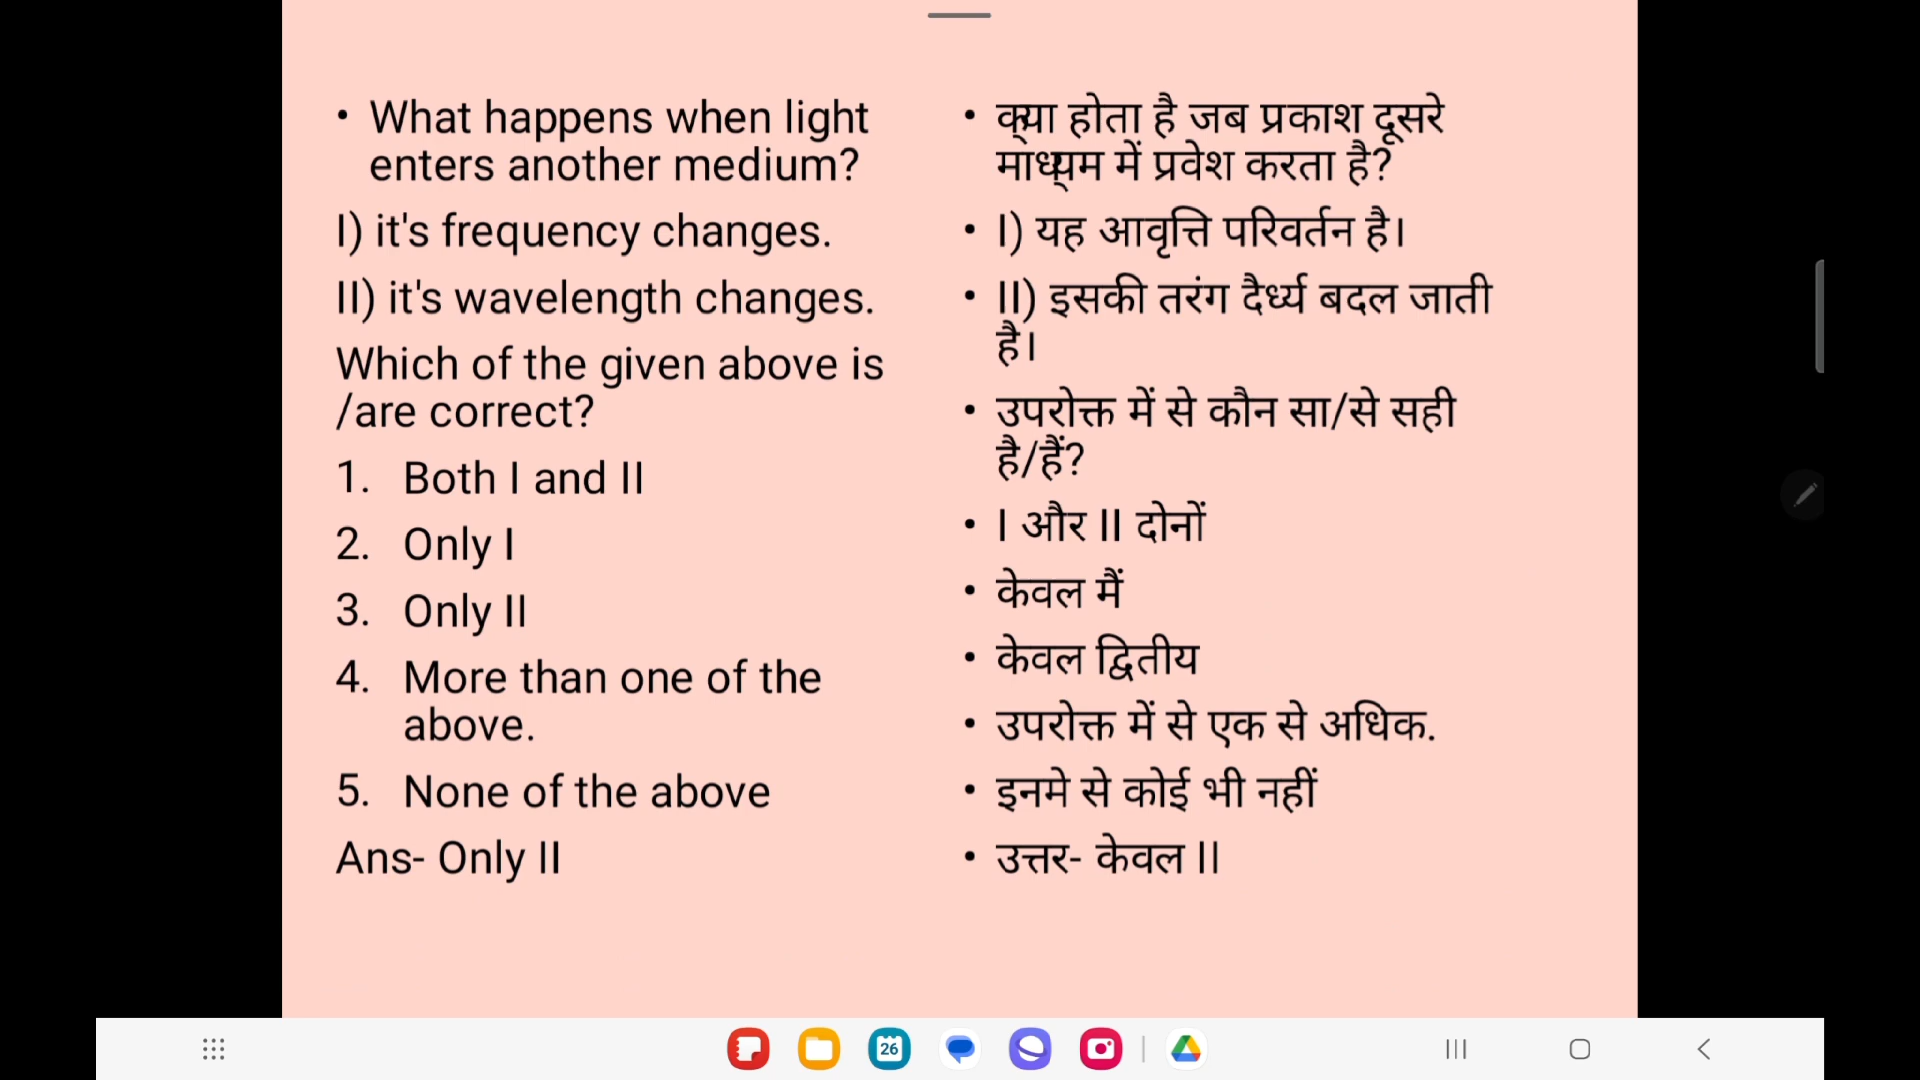 • What happens when light
enters another medium?
I) it's frequency changes.
II) it's wavelength changes.
Which of the given above is
/are correct?
1. Both I and II
2. Only I
3. Only II
4. More than one of the
above.
5. None of the above
Ans- Only II
• क्या होता है जब प्रकाश दूसरे
माध्यम में प्रवेश करता है?
• I) यह आवृत्ति परिवर्तन है।
• II) इसकी तरंग दैर्ध्य बदल जाती
है।
• उपरोक्त में से कौन सा/से सही
है/हैं?
• I और II दोनों
• केवल मैं
• केवल द्वितीय
• उपरोक्त में से एक से अधिक.
• इनमे से कोई भी नहीं
• उत्तर- केवल II
26